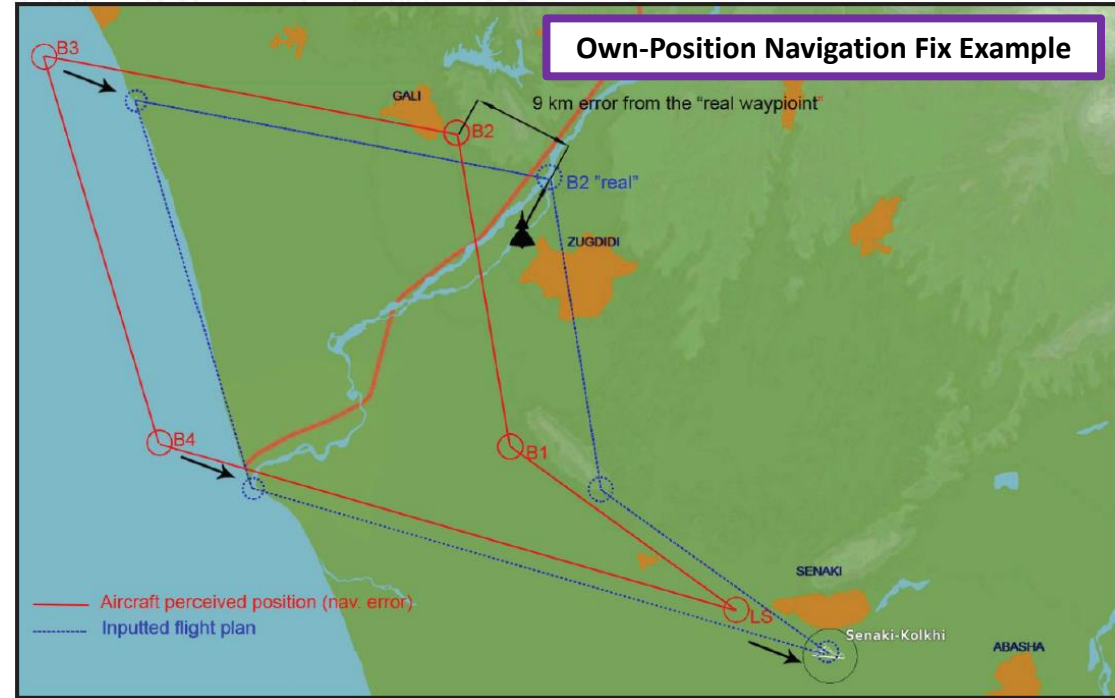 Own-Position Navigation Fix Example
B3
GALI
9 km error from the "real waypoint"
B2
B2 "real"
ZUGDIDI
B4
B1
SENAKI
LS
Senaki-Kolkhi
ABASHA
Aircraft perceived position (nav. error)
Inputted flight plan